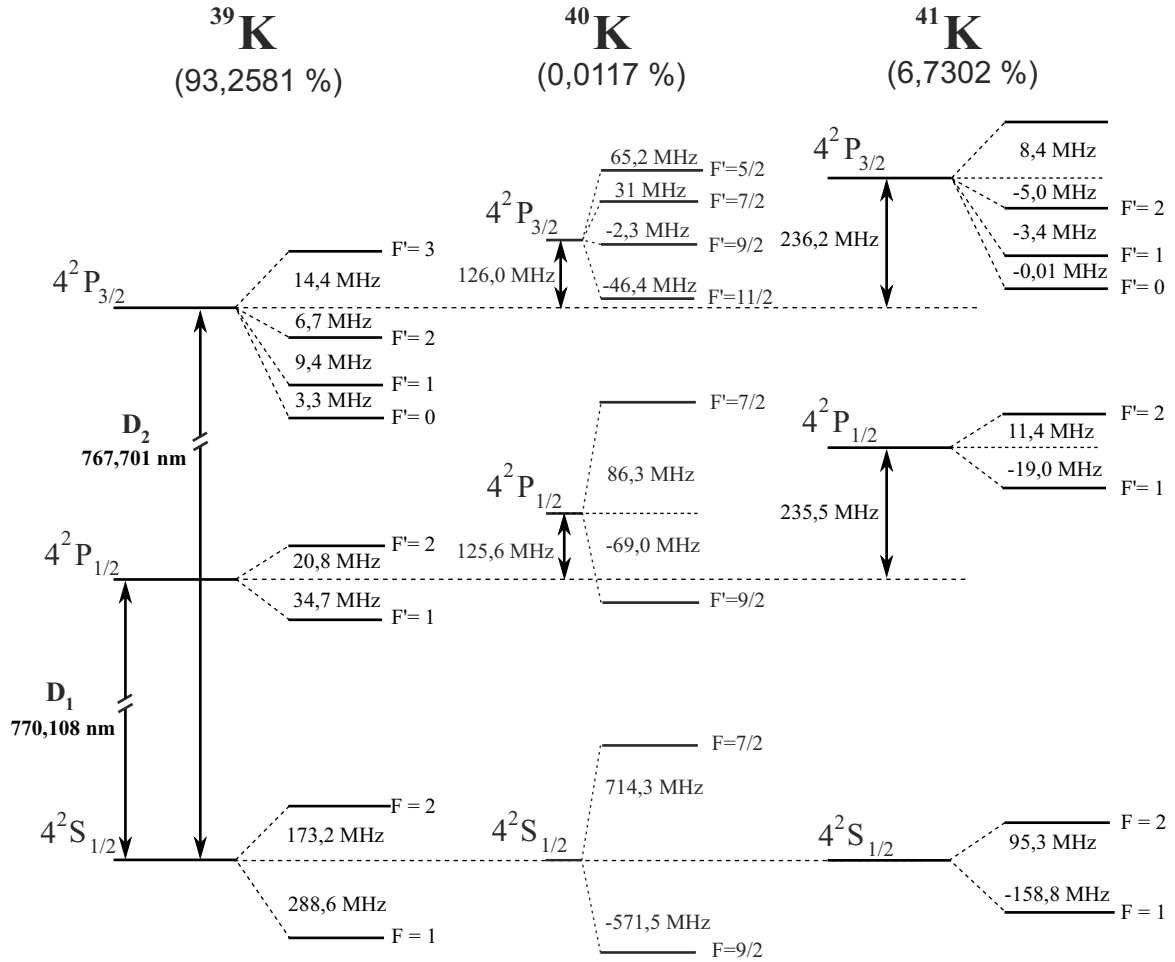 ³⁹K
(93,2581 %)
⁴⁰K
(0,0117 %)
⁴¹K
(6,7302 %)
4²P₃/₂
14,4 MHz
6,7 MHz
9,4 MHz
3,3 MHz
F'= 3
F'= 2
F'= 1
F'= 0
4²P₃/₂
126,0 MHz
65,2 MHz
31 MHz
-2,3 MHz
-46,4 MHz
F'=5/2
F'=7/2
F'=9/2
F'=11/2
4²P₃/₂
236,2 MHz
8,4 MHz
-5,0 MHz
-3,4 MHz
-0,01 MHz
F'= 2
F'= 1
F'= 0
D₂
767,701 nm
4²P₁/₂
20,8 MHz
34,7 MHz
F'= 2
F'= 1
4²P₁/₂
125,6 MHz
86,3 MHz
-69,0 MHz
F'=7/2
F'=9/2
4²P₁/₂
235,5 MHz
11,4 MHz
-19,0 MHz
F'= 2
F'= 1
D₁
770,108 nm
4²S₁/₂
173,2 MHz
288,6 MHz
F = 2
F = 1
4²S₁/₂
714,3 MHz
-571,5 MHz
F=7/2
F=9/2
4²S₁/₂
95,3 MHz
-158,8 MHz
F = 2
F = 1